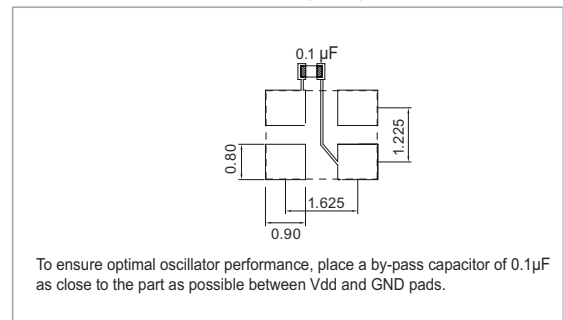 0.1 µF
1.225
0.80
1.625
0.90
To ensure optimal oscillator performance, place a by-pass capacitor of 0.1µF
as close to the part as possible between Vdd and GND pads.